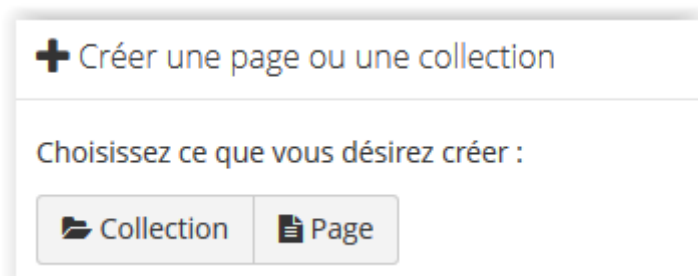 Créer une page ou une collection
Choisissez ce que vous désirez créer :
Collection Page